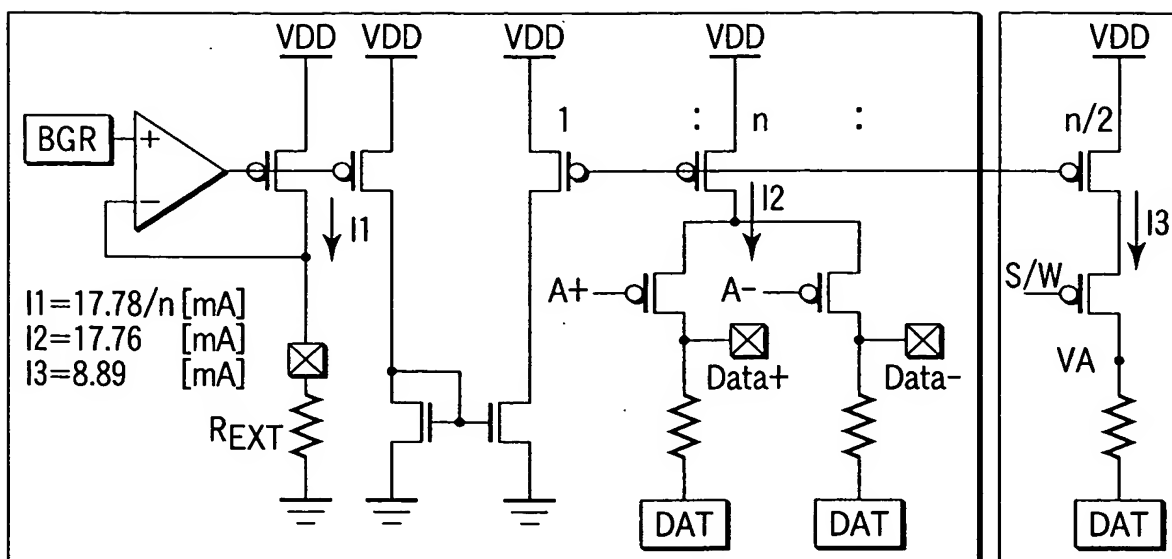 VDD VDD VDD VDD VDD
1 : n : n/2
BGR + −
I1 I2 I3
A+ A- S/W
I1=17.78/n [mA]
I2=17.76 [mA]
I3=8.89 [mA]
Data+ Data- VA
REXT
DAT DAT DAT